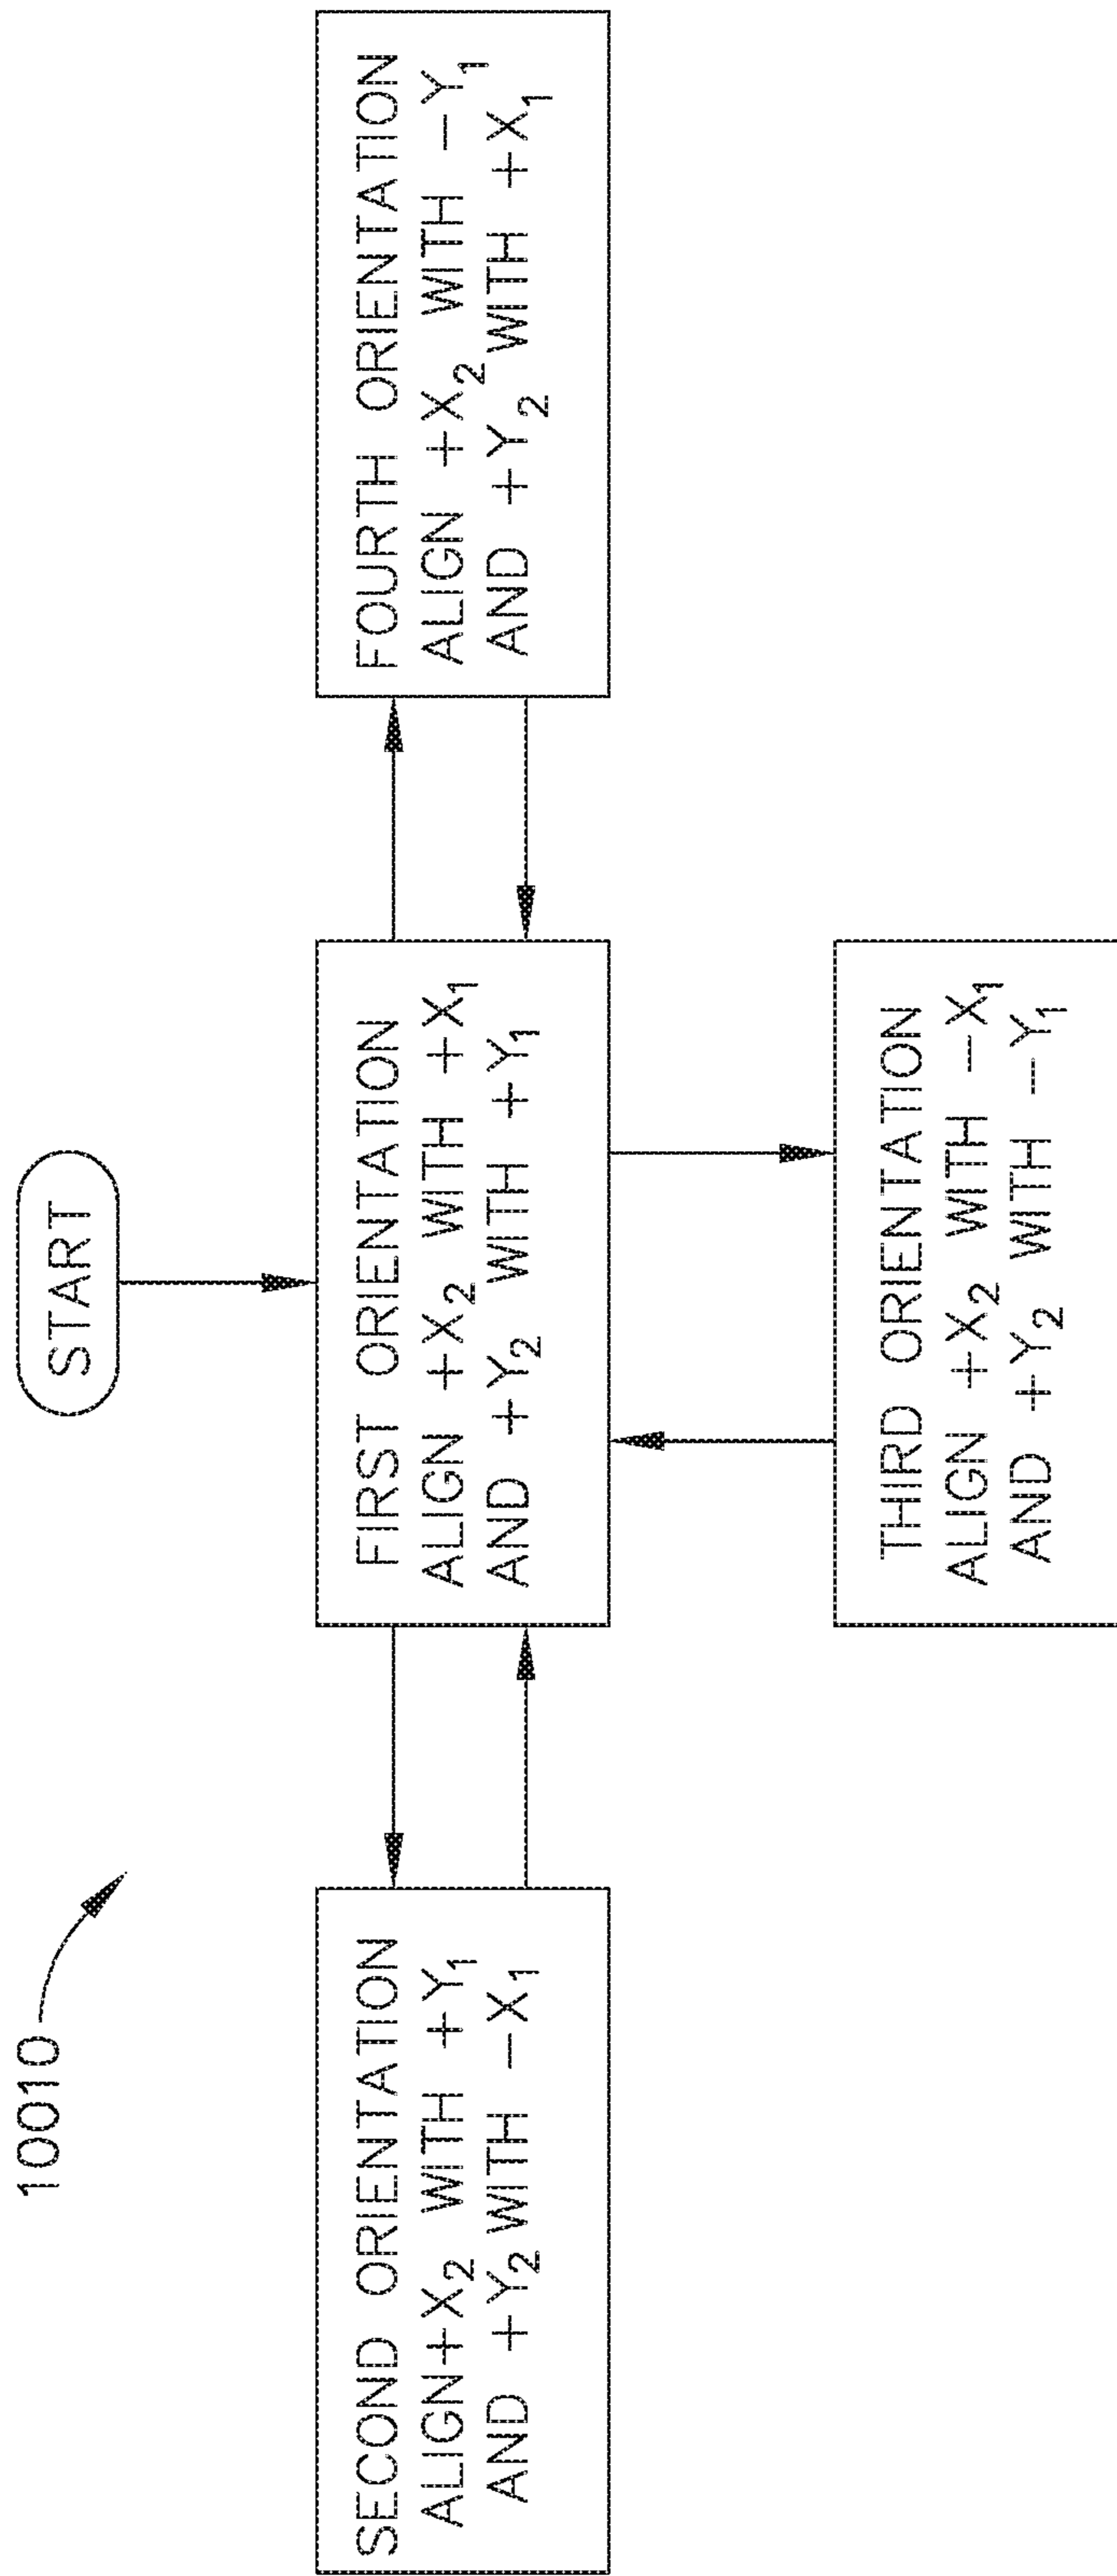 10010
START
SECOND ORIENTATION
ALIGN+X₂ WITH +Y₁
AND +Y₂ WITH −X₁
FIRST ORIENTATION
ALIGN +X₂ WITH +X₁
AND +Y₂ WITH +Y₁
FOURTH ORIENTATION
ALIGN +X₂ WITH −Y₁
AND +Y₂ WITH +X₁
THIRD ORIENTATION
ALIGN +X₂ WITH −X₁
AND +Y₂ WITH −Y₁